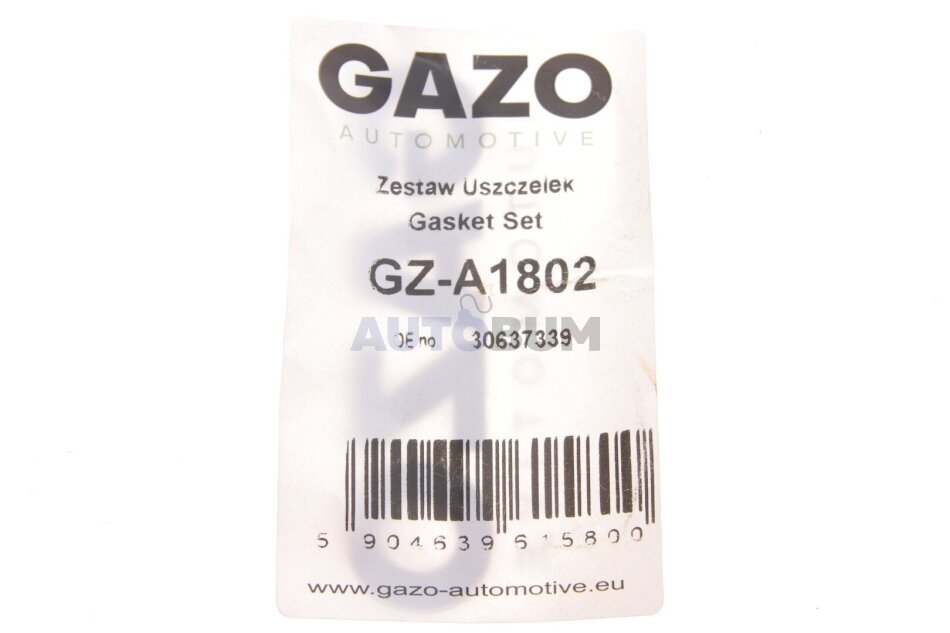 GAZO
AUTOMOTIVE
Zestaw Uszczelek
Gasket Set
GZ-A1802
AUTOBUM
OE no 30637339
5 904639 615800
www.gazo-automotive.eu